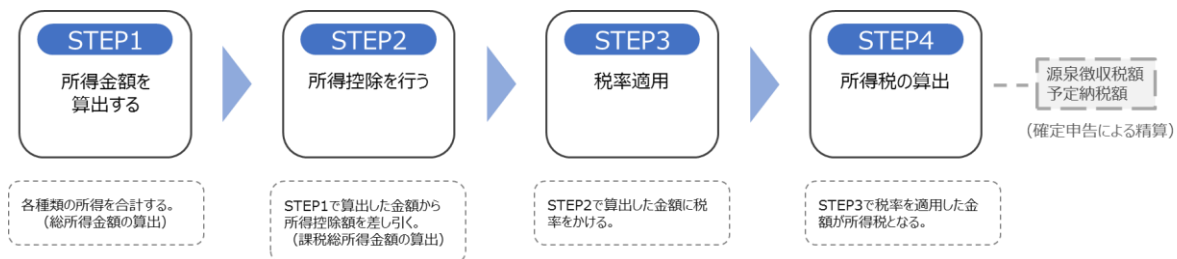 STEP1
所得金額を
算出する
STEP2
所得控除を行う
STEP3
税率適用
STEP4
所得税の算出
源泉徴収税額
予定納税額
（確定申告による精算）
各種類の所得を合計する。
（総所得金額の算出）
STEP1で算出した金額から
所得控除額を差し引く。
（課税総所得金額の算出）
STEP2で算出した金額に税
率をかける。
STEP3で税率を適用した金
額が所得税となる。